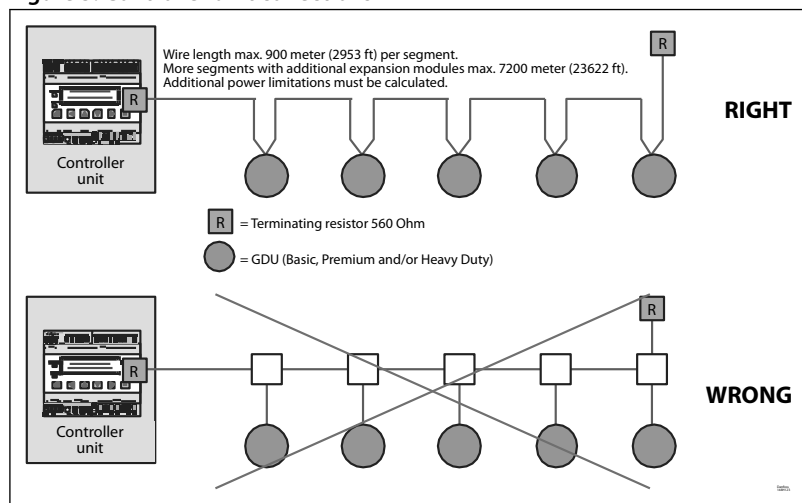 Wire length max. 900 meter (2953 ft) per segment.
More segments with additional expansion modules max. 7200 meter (23622 ft).
Additional power limitations must be calculated.
R
R
RIGHT
Controller
unit
R = Terminating resistor 560 Ohm
= GDU (Basic, Premium and/or Heavy Duty)
R
R
WRONG
Controller
unit